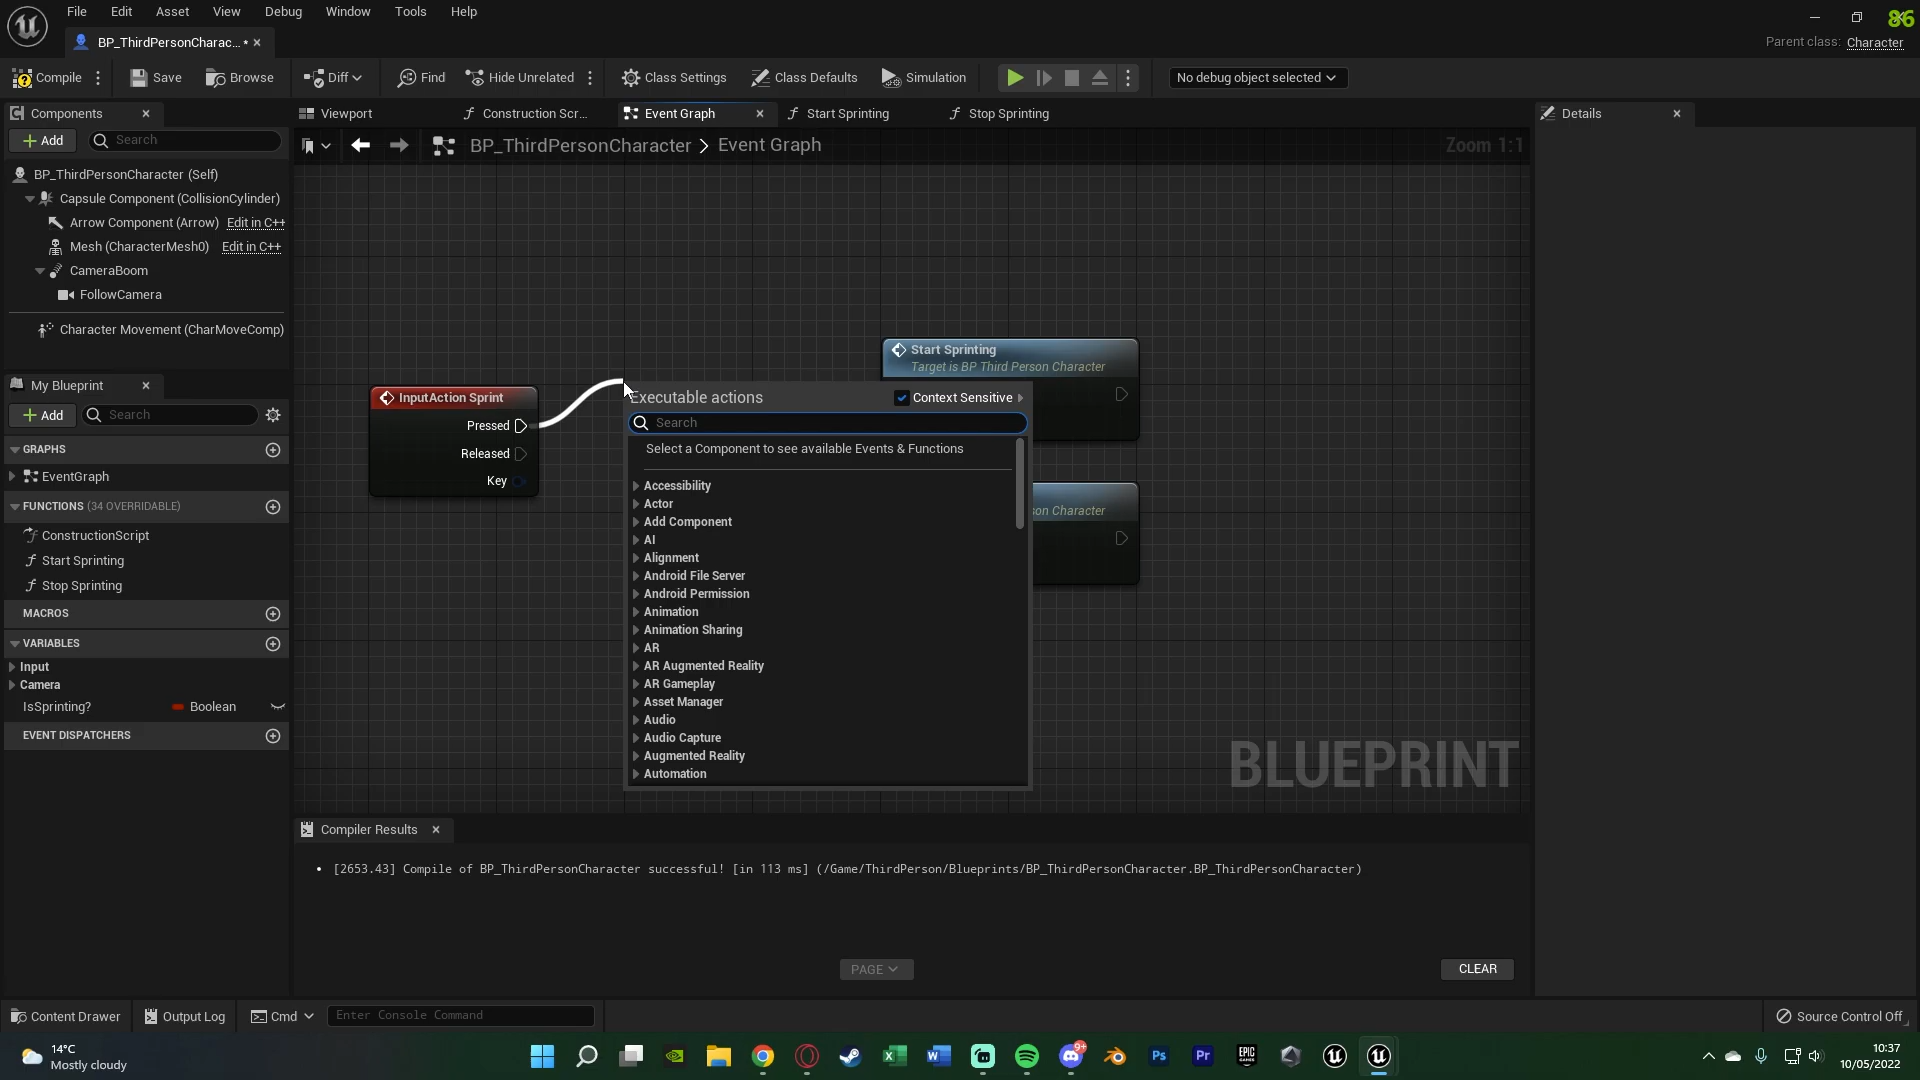 File Edit Asset View Debug Window Tools Help
86
BP_ThirdPersonCharac... •
Parent class: Character
Compile Save Browse Diff Find Hide Unrelated Class Settings Class Defaults Simulation No debug object selected
Components
Viewport Construction Scr... Event Graph Start Sprinting Stop Sprinting
Details
Add Search
BP_ThirdPersonCharacter > Event Graph
Zoom 1:1
BP_ThirdPersonCharacter (Self)
Capsule Component (CollisionCylinder)
Arrow Component (Arrow) Edit in C++
Mesh (CharacterMesh0) Edit in C++
CameraBoom
FollowCamera
Character Movement (CharMoveComp)
My Blueprint
Add Search
GRAPHS
EventGraph
FUNCTIONS (34 OVERRIDABLE)
ConstructionScript
Start Sprinting
Stop Sprinting
MACROS
VARIABLES
Input
Camera
IsSprinting? Boolean
EVENT DISPATCHERS
InputAction Sprint
Pressed
Released
Key
Start Sprinting
Target is BP Third Person Character
son Character
Executable actions Context Sensitive
Search
Select a Component to see available Events & Functions
Accessibility
Actor
Add Component
AI
Alignment
Android File Server
Android Permission
Animation
Animation Sharing
AR
AR Augmented Reality
AR Gameplay
Asset Manager
Audio
Audio Capture
Augmented Reality
Automation
BLUEPRINT
Compiler Results
• [2653.43] Compile of BP_ThirdPersonCharacter successful! [in 113 ms] (/Game/ThirdPerson/Blueprints/BP_ThirdPersonCharacter.BP_ThirdPersonCharacter)
PAGE
CLEAR
Content Drawer Output Log Cmd Enter Console Command Source Control Off
14°C
Mostly cloudy
9+
Ps
Pr
EPIC GAMES
10:37
10/05/2022